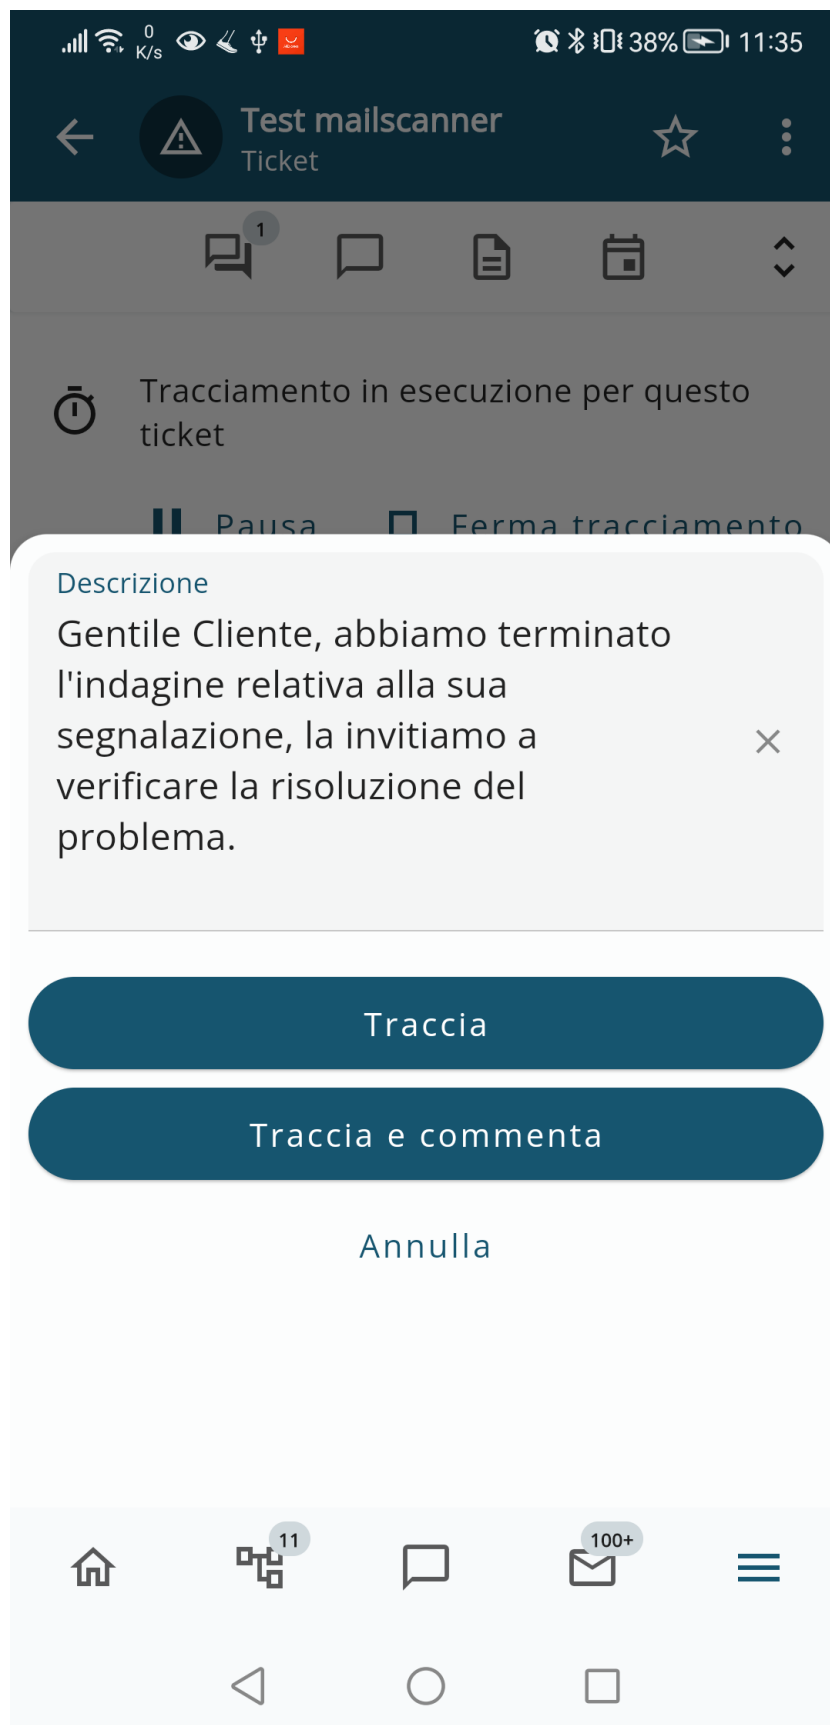 0
K/s
38%
11:35
Test mailscanner
Ticket
1
Tracciamento in esecuzione per questo
ticket
Pausa
Ferma tracciamento
Descrizione
Gentile Cliente, abbiamo terminato
l'indagine relativa alla sua
segnalazione, la invitiamo a
verificare la risoluzione del
problema.
Traccia
Traccia e commenta
Annulla
11
100+